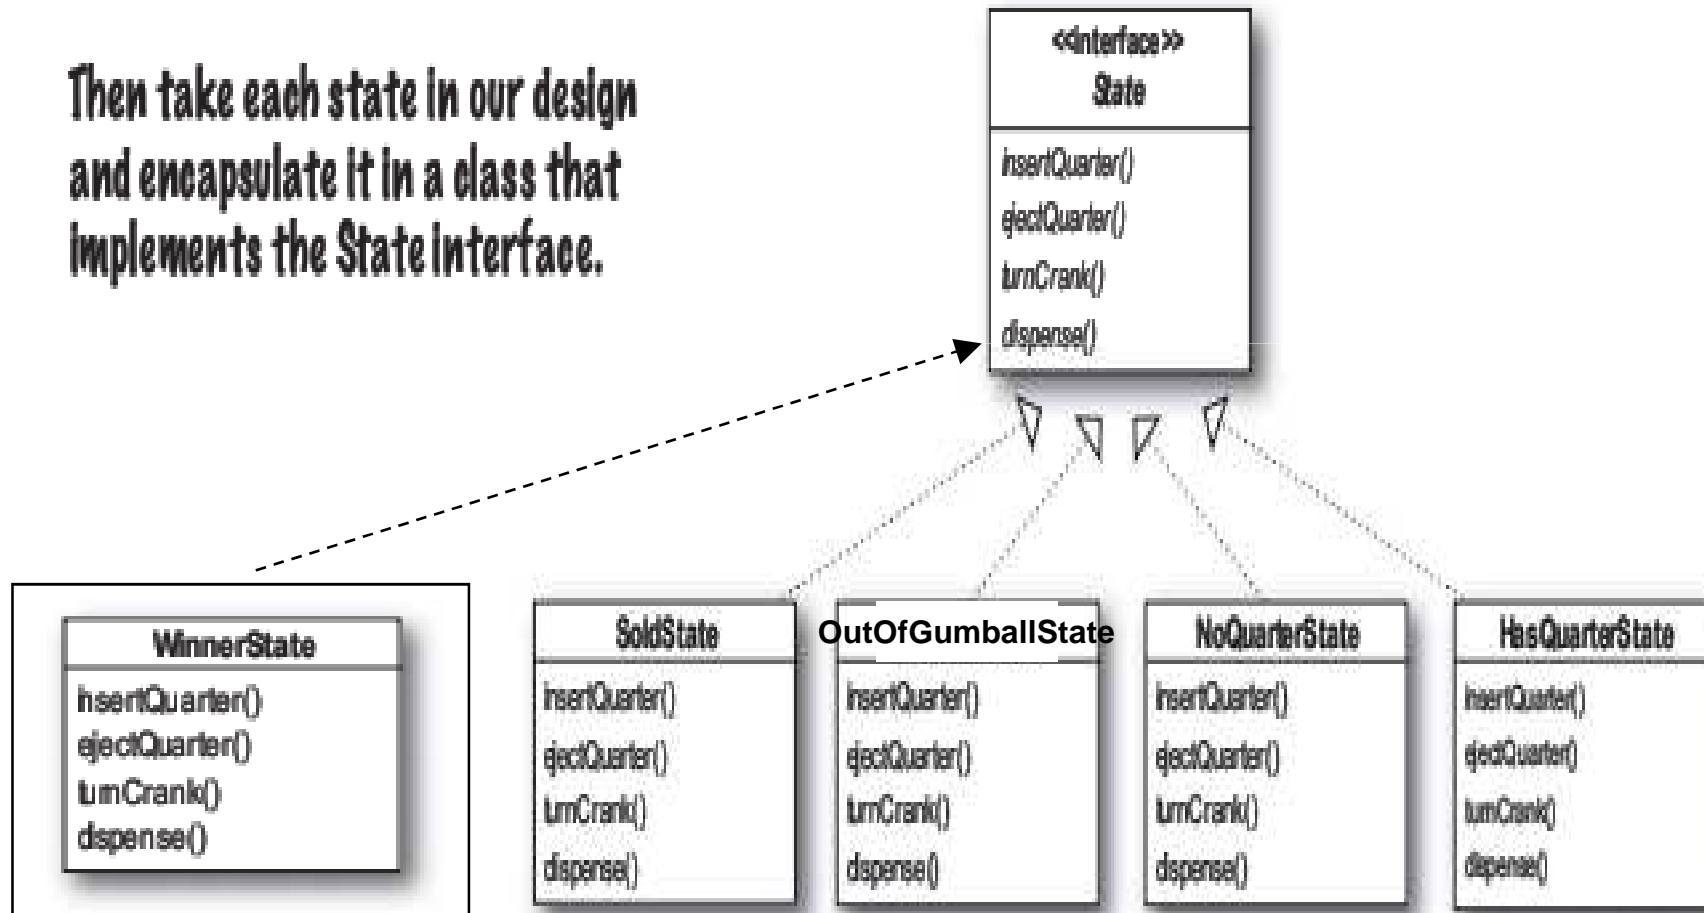 Then take each state in our design
and encapsulate it in a class that
implements the State interface.
<<interface>>
State
insertQuarter()
ejectQuarter()
turnCrank()
dispense()
WinnerState
insertQuarter()
ejectQuarter()
turnCrank()
dispense()
SoldState
insertQuarter()
ejectQuarter()
turnCrank()
dispense()
OutOfGumballState
insertQuarter()
ejectQuarter()
turnCrank()
dispense()
NoQuarterState
insertQuarter()
ejectQuarter()
turnCrank()
dispense()
HasQuarterState
insertQuarter()
ejectQuarter()
turnCrank()
dispense()